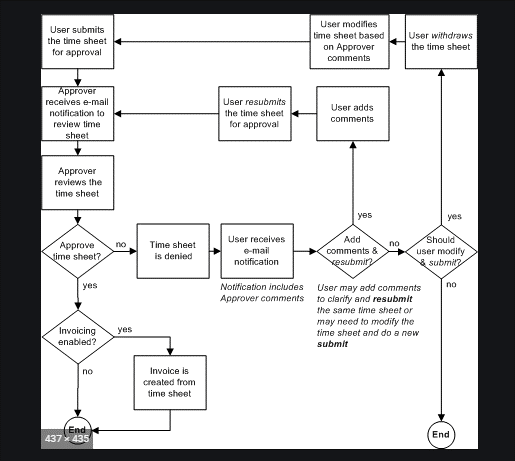 User submits
the time sheet
for approval
User modifies
time sheet based
on Approver
comments
User withdraws
the time sheet
Approver
receives e-mail
notification to
review time
sheet
User resubmits
the time sheet
for approval
User adds
comments
Approver
reviews the
time sheet
yes
yes
Approve
time sheet?
no
Time sheet
is denied
User receives
e-mail
notification
Add
comments &
resubmit?
no
Should
user modify
& submit?
yes
no
Notification includes
Approver comments
User may add comments
to clarify and resubmit
the same time sheet or
may need to modify the
time sheet and do a new
submit
Invoicing
enabled?
yes
no
Invoice is
created from
time sheet
End
437 × 435
End